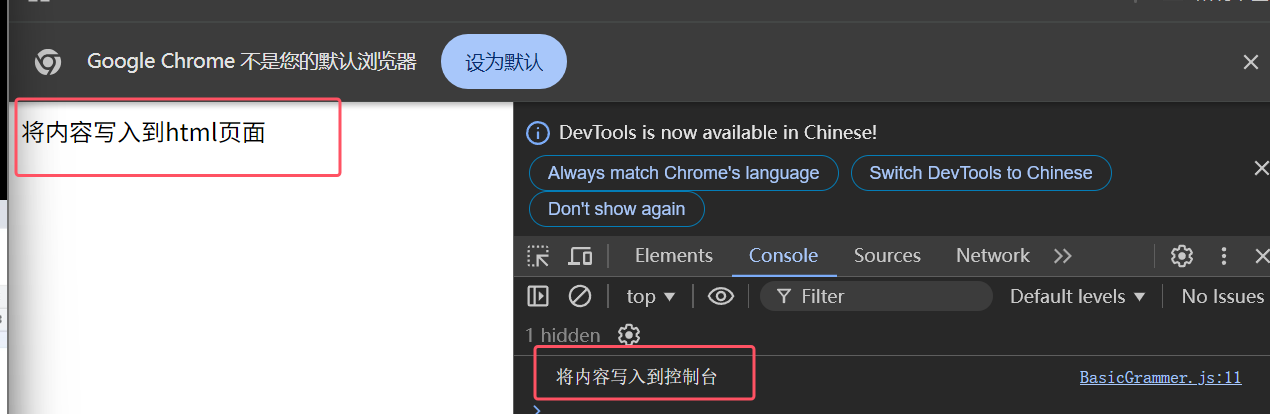 Google Chrome 不是您的默认浏览器 设为默认
将内容写入到html页面
DevTools is now available in Chinese!
Always match Chrome's language Switch DevTools to Chinese
Don't show again
Elements Console Sources Network
top Filter Default levels No Issues
1 hidden
将内容写入到控制台 BasicGrammer.js:11